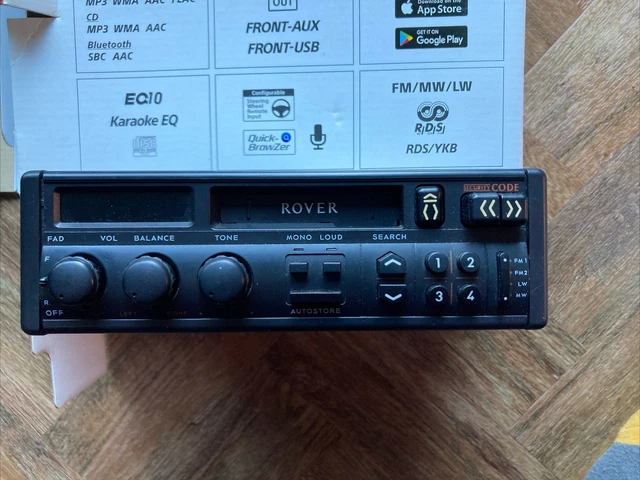 MP3 WMA AAC FLAC
CD
MP3 WMA AAC
Bluetooth
SBC AAC
OUT
FRONT-AUX
FRONT-USB
Download on the
App Store
GET IT ON
Google Play
EQ10
Karaoke EQ
Configurable
Steering
Wheel
Remote
Input
Quick-
BrowZer
FM/MW/LW
RDS
RDS/YKB
SECURITY CODE
ROVER
FAD VOL BALANCE TONE MONO LOUD SEARCH
F
R
OFF
LEFT RIGHT
AUTOSTORE
1 2
3 4
FM1
FM2
LW
MW